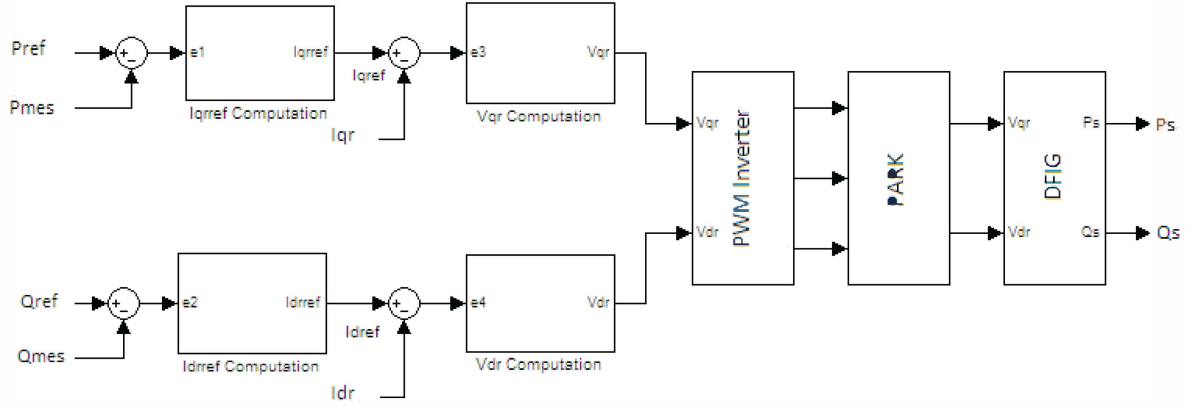 Pref
Pmes
e1
Iqrref
Iqrref Computation
Iqref
Iqr
e3
Vqr
Vqr Computation
Qref
Qmes
e2
Idrref
Idrref Computation
Idref
Idr
e4
Vdr
Vdr Computation
Vqr
Vdr
PWM Inverter
PARK
Vqr
Vdr
DFIG
Ps
Qs
Ps
Qs